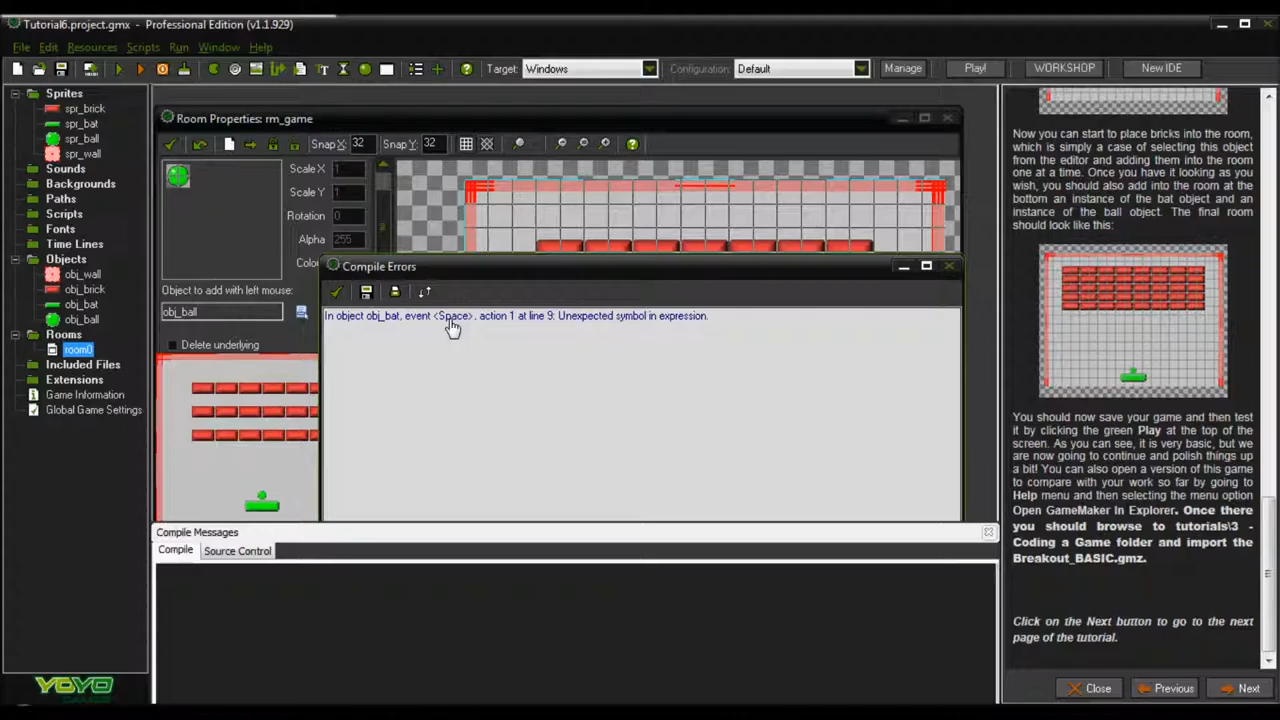 Tutorial6.project.gmx - Professional Edition (v1.1.929)
File Edit Resources Scripts Run Window Help
Target: Windows Configuration: Default Manage Play! WORKSHOP New IDE
Sprites
spr_brick
spr_bat
spr_ball
spr_wall
Sounds
Backgrounds
Paths
Scripts
Fonts
Time Lines
Objects
obj_wall
obj_brick
obj_bat
obj_ball
Rooms
room0
Included Files
Extensions
Game Information
Global Game Settings
YOYO
GAMES
Room Properties: rm_game
Snap X: 32 Snap Y: 32
Scale X 1
Scale Y 1
Rotation 0
Alpha 255
Colou
Object to add with left mouse:
obj_ball
Delete underlying
Compile Errors
In object obj_bat, event <Space>, action 1 at line 9: Unexpected symbol in expression.
Compile Messages
Compile Source Control
Now you can start to place bricks into the room,
which is simply a case of selecting this object
from the editor and adding them into the room
one at a time. Once you have it looking as you
wish, you should also add into the room at the
bottom an instance of the bat object and an
instance of the ball object. The final room
should look like this:
You should now save your game and then test
it by clicking the green Play at the top of the
screen. As you can see, it is very basic, but we
are now going to continue and polish things up
a bit! You can also open a version of this game
to compare with your work so far by going to
Help menu and then selecting the menu option
Open GameMaker In Explorer. Once there
you should browse to tutorials\3 -
Coding a Game folder and import the
Breakout_BASIC.gmz.
Click on the Next button to go to the next
page of the tutorial.
Close Previous Next